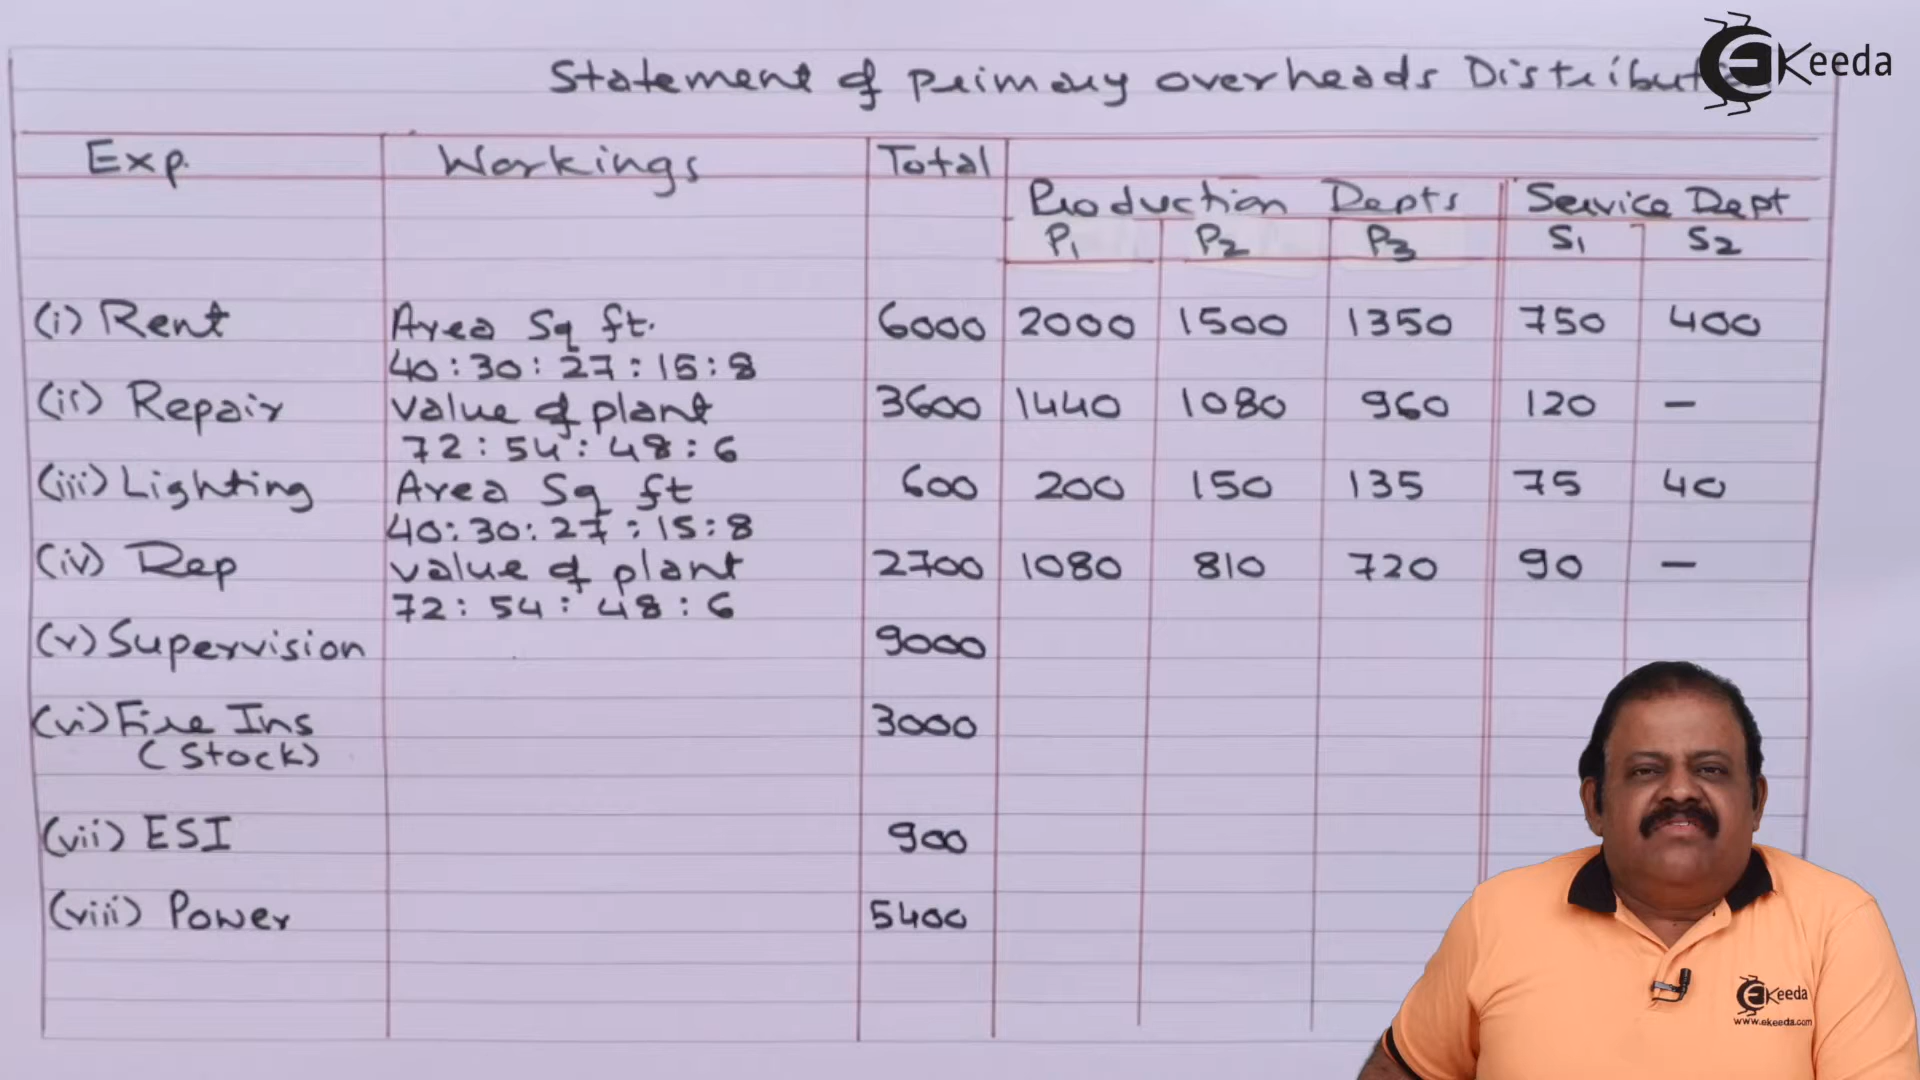 Keeda
Statement of Primary overheads
Exp. Workings Total
Production Depts Service Dept
P1 P2 P3 S1 S2
(i) Rent Area Sq ft. 6000 2000 1500 1350 750 400
40:30:27:15:8
(ii) Repair value of plant 3600 1440 1080 960 120 -
72:54:48:6
(iii) Lighting Area Sq ft 600 200 150 135 75 40
40:30:27:15:8
(iv) Dep value of plant 2700 1080 810 720 90 -
72:54:48:6
(v) Supervision 9000
(vi) Fire Ins 3000
(Stock)
(vii) ESI 900
(viii) Power 5400
Keeda
www.ekeeda.com